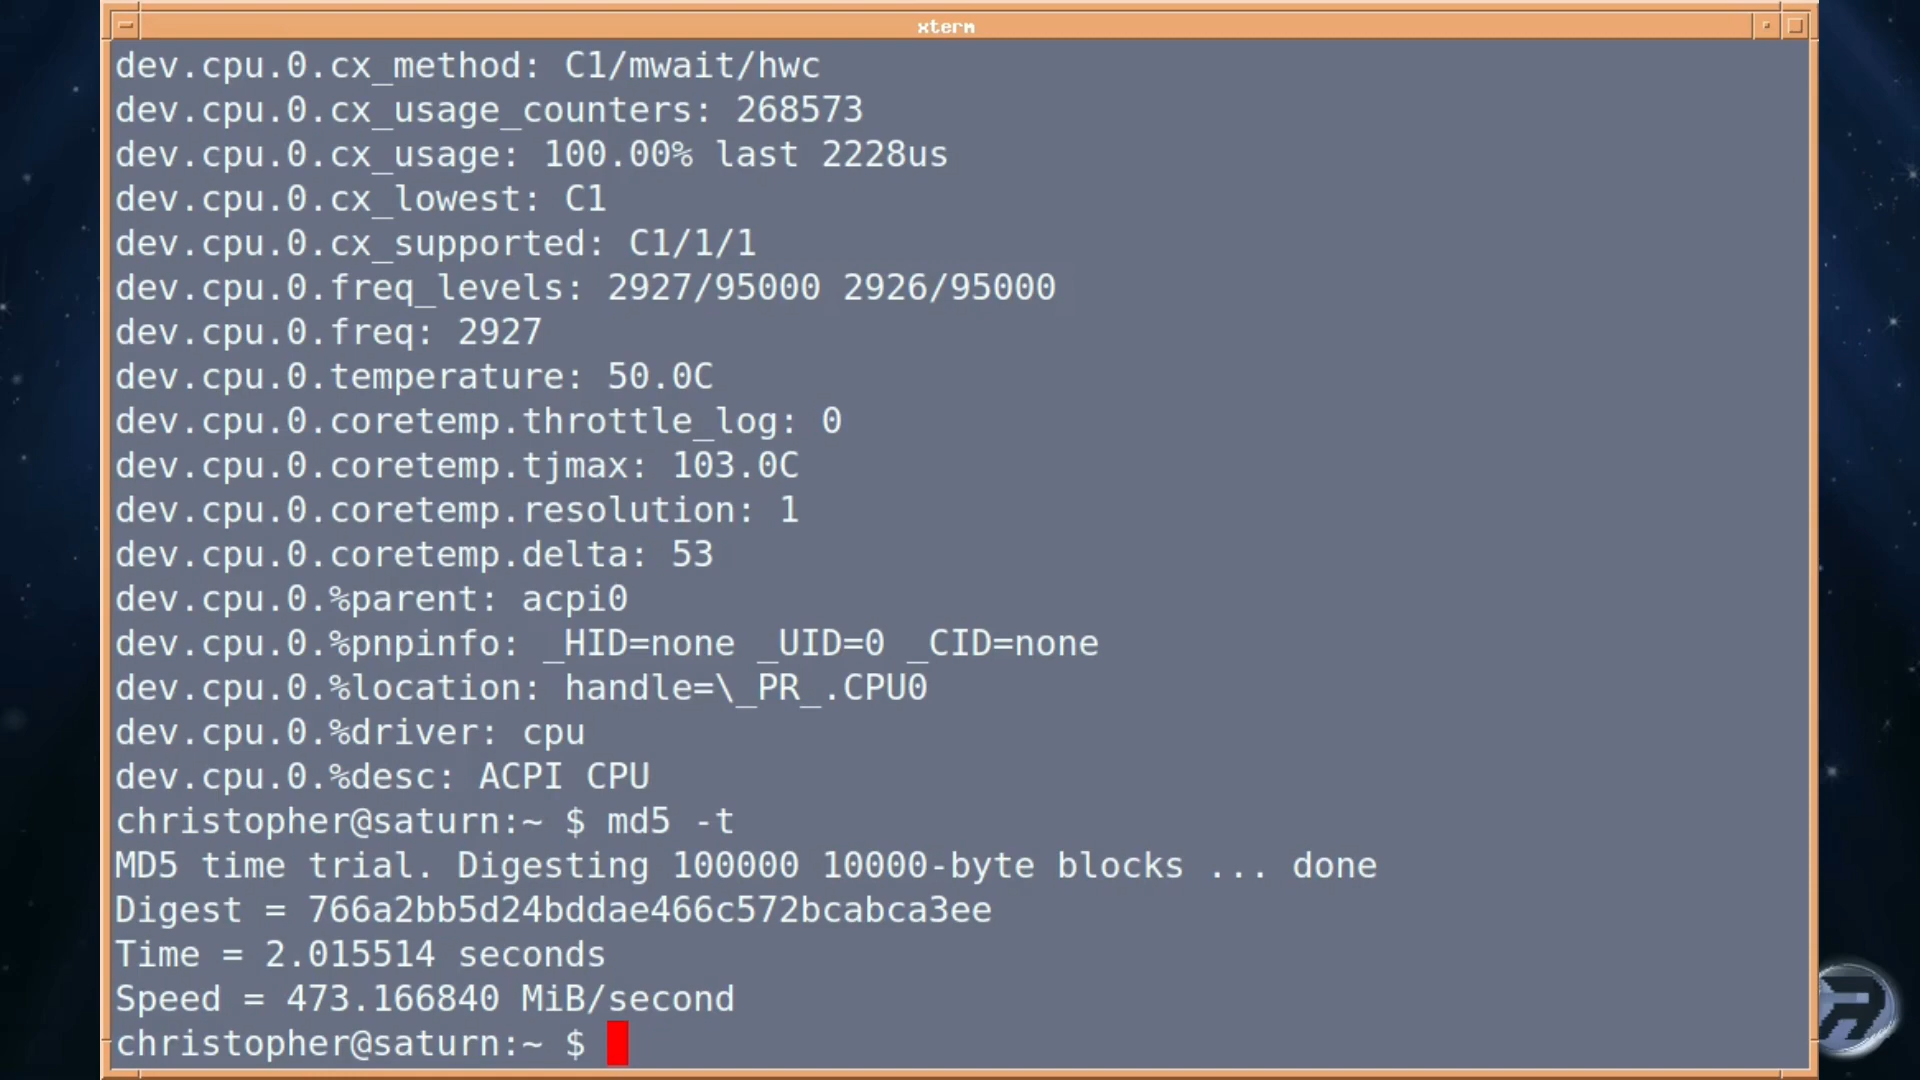 xterm
dev.cpu.0.cx_method: C1/mwait/hwc
dev.cpu.0.cx_usage_counters: 268573
dev.cpu.0.cx_usage: 100.00% last 2228us
dev.cpu.0.cx_lowest: C1
dev.cpu.0.cx_supported: C1/1/1
dev.cpu.0.freq_levels: 2927/95000 2926/95000
dev.cpu.0.freq: 2927
dev.cpu.0.temperature: 50.0C
dev.cpu.0.coretemp.throttle_log: 0
dev.cpu.0.coretemp.tjmax: 103.0C
dev.cpu.0.coretemp.resolution: 1
dev.cpu.0.coretemp.delta: 53
dev.cpu.0.%parent: acpi0
dev.cpu.0.%pnpinfo: _HID=none _UID=0 _CID=none
dev.cpu.0.%location: handle=\_PR_.CPU0
dev.cpu.0.%driver: cpu
dev.cpu.0.%desc: ACPI CPU
christopher@saturn:~ $ md5 -t
MD5 time trial. Digesting 100000 10000-byte blocks ... done
Digest = 766a2bb5d24bddae466c572bcabca3ee
Time = 2.015514 seconds
Speed = 473.166840 MiB/second
christopher@saturn:~ $